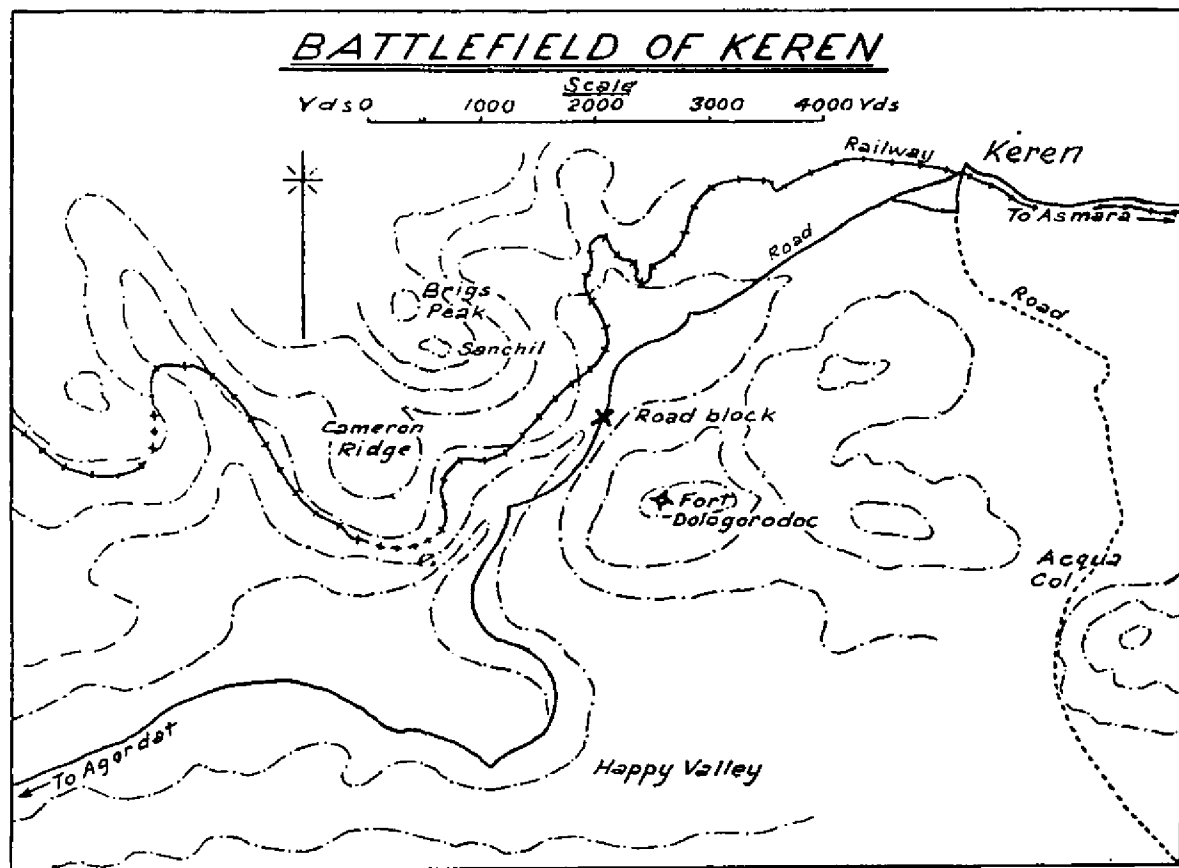 BATTLEFIELD OF KEREN
Scale
Yds 0 1000 2000 3000 4000 Yds
Railway
Keren
To Asmara
Road
Road
Brigs
Peak
Sanchil
Cameron
Ridge
Road block
Fort
Dologorodoc
Acqua
Col
To Agordat
Happy Valley